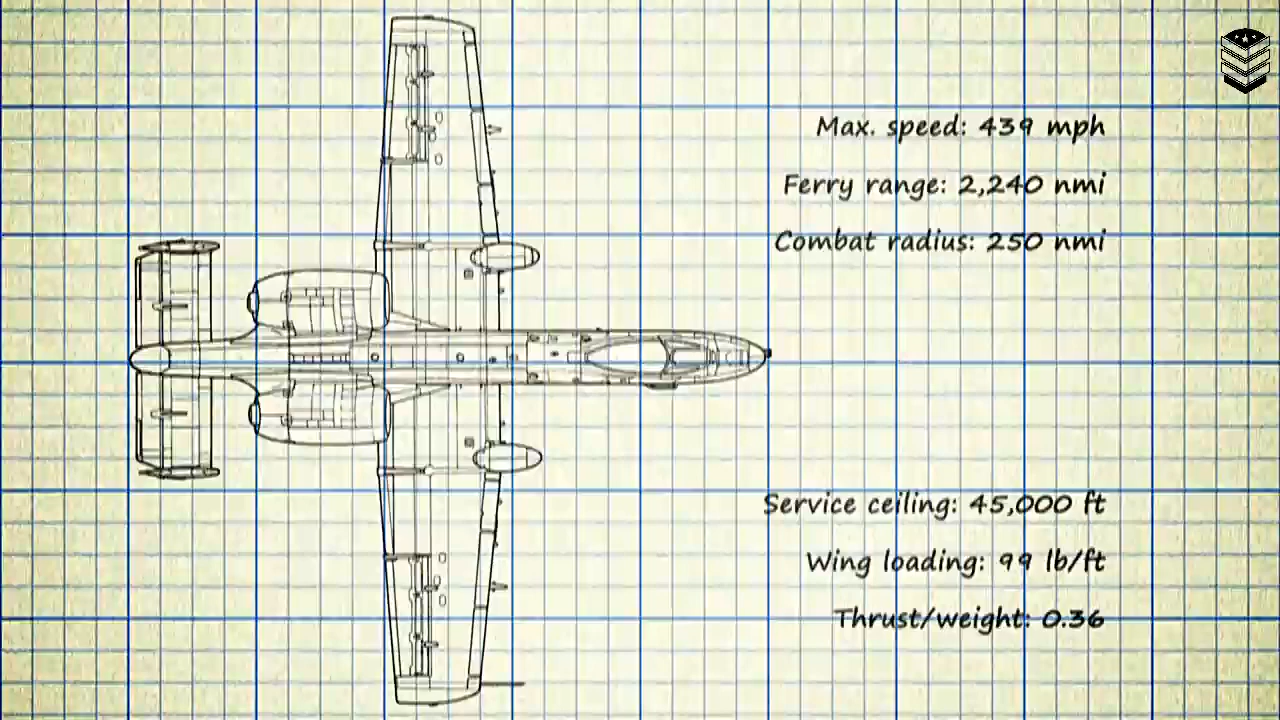 Max. speed: 439 mph
Ferry range: 2,240 nmi
Combat radius: 250 nmi
Service ceiling: 45,000 ft
Wing loading: 99 lb/ft
Thrust/weight: 0.36